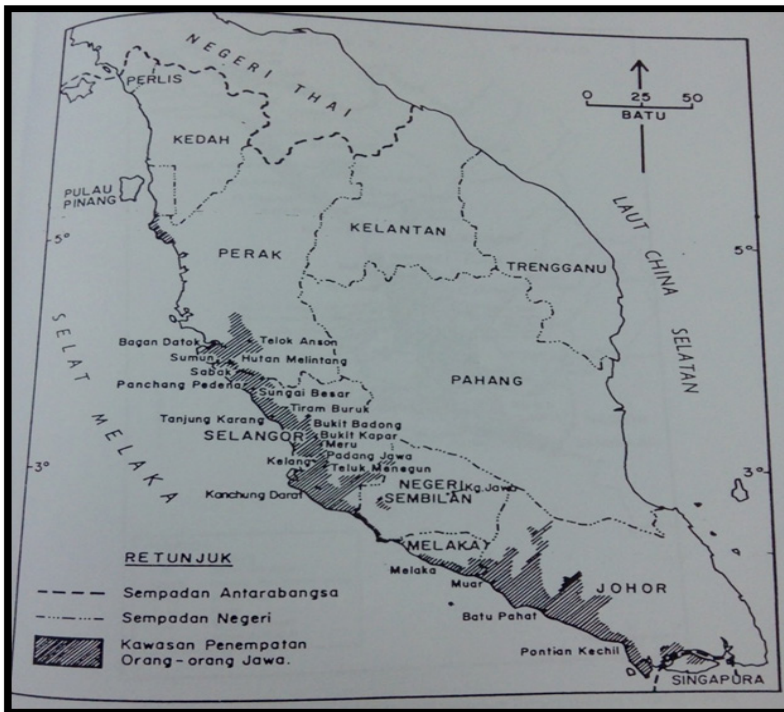 NEGERI THAI
PERLIS
KEDAH
PULAU
PINANG
0 25 50
BATU
5°
5°
KELANTAN
PERAK
TRENGGANU
LAUT CHINA SELATAN
SELAT MELAKA
Bagan Datok
Telok Anson
Sumun
Hutan Melintang
Sabak
Panchang Pedena
Sungai Besar
PAHANG
Tiram Buruk
Tanjung Karang
Bukit Badong
SELANGOR
Bukit Kapar
Meru
Padang Jawa
Kelang
Teluk Menegun
3°
3°
Kanchung Darat
NEGERI
SEMBILAN
Kg. Jawa
MELAKA
Melaka
Muar
JOHOR
Batu Pahat
Pontian Kechil
SINGAPURA
RETUNJUK
Sempadan Antarabangsa
Sempadan Negeri
Kawasan Penempatan
Orang-orang Jawa.